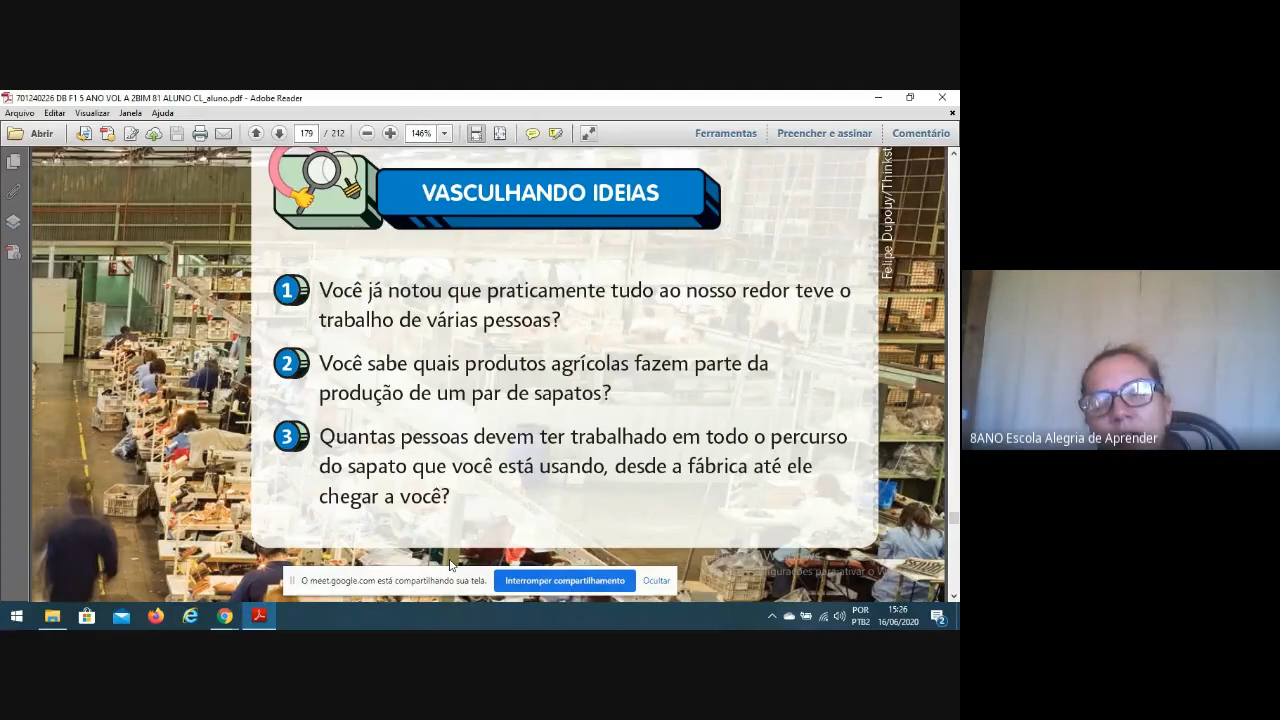 701240226 DB F1 5 ANO VOL A 2BIM 81 ALUNO CL_aluno.pdf - Adobe Reader
Arquivo Editar Visualizar Janela Ajuda
Abrir 179 / 212 146% Ferramentas Preencher e assinar Comentário
Felipe Dupouy/Thinkst
VASCULHANDO IDEIAS
1 Você já notou que praticamente tudo ao nosso redor teve o
trabalho de várias pessoas?
2 Você sabe quais produtos agrícolas fazem parte da
produção de um par de sapatos?
3 Quantas pessoas devem ter trabalhado em todo o percurso
do sapato que você está usando, desde a fábrica até ele
chegar a você?
8ANO Escola Alegria de Aprender
para ativar o
O meet.google.com está compartilhando sua tela. Interromper compartilhamento Ocultar
POR 15:26
PTB2 16/06/2020 2